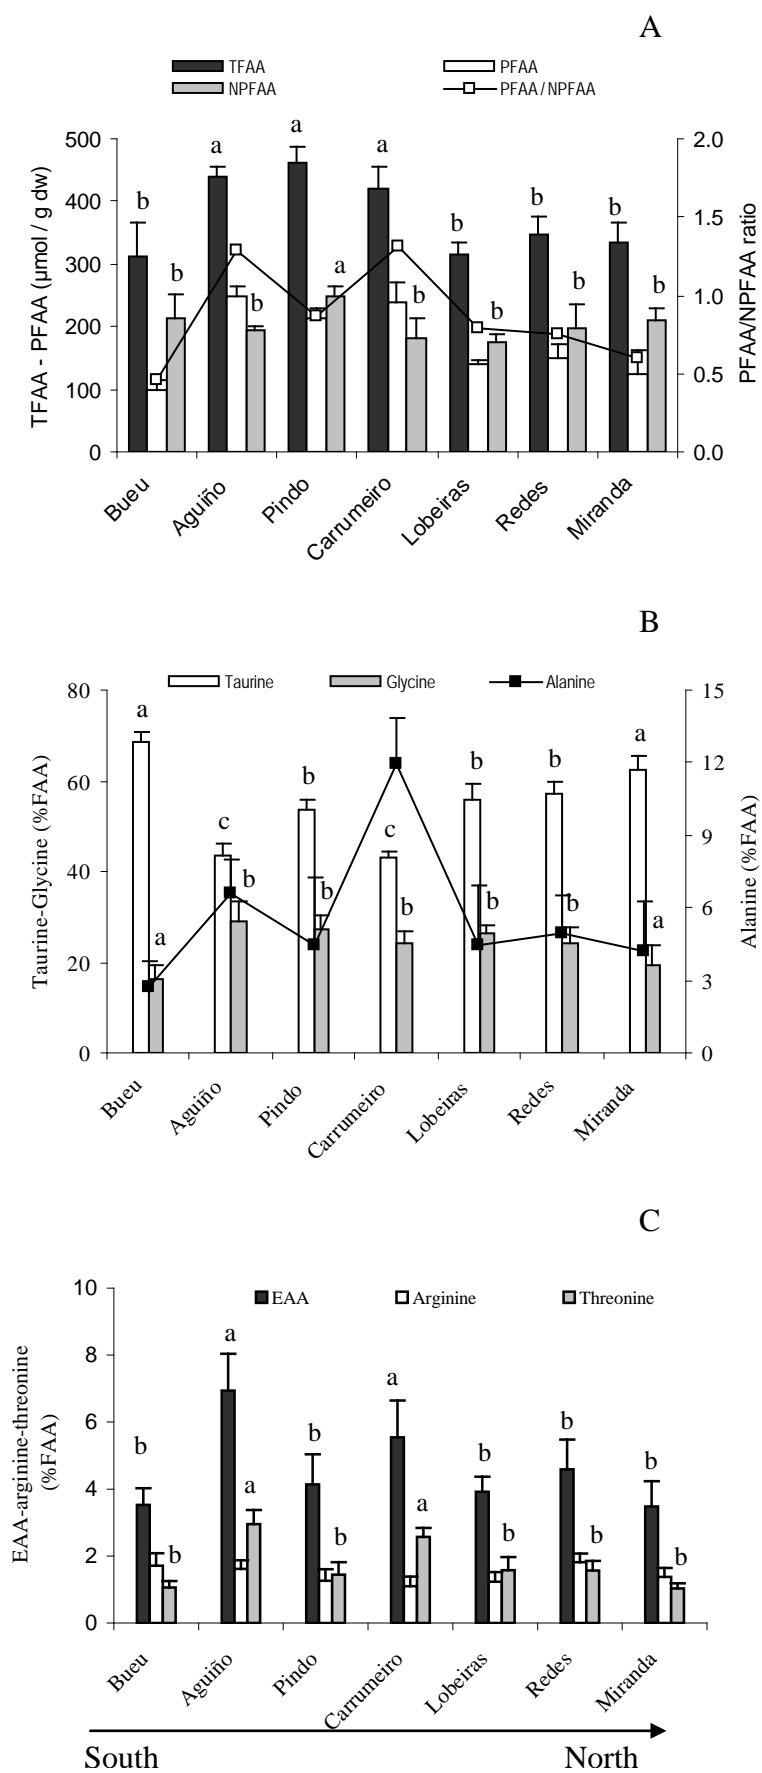 A
TFAA PFAA
NPFAA PFAA / NPFAA
TFAA - PFAA (µmol / g dw)
500
400
300
200
100
0
2.0
1.5
1.0
0.5
0.0
PFAA/NPFAA ratio
b b a b a a a b b b b b b b
Bueu Aguiño Pindo Carrumeiro Lobeiras Redes Miranda
B
Taurine Glycine Alanine
Taurine-Glycine (%FAA)
80
60
40
20
0
15
12
9
6
3
0
Alanine (%FAA)
a a c b b b c b b b b b a a
Bueu Aguiño Pindo Carrumeiro Lobeiras Redes Miranda
C
EAA Arginine Threonine
EAA-arginine-threonine
(%FAA)
10
8
6
4
2
0
b b a a b b a a b b b b b b
Bueu Aguiño Pindo Carrumeiro Lobeiras Redes Miranda
South North